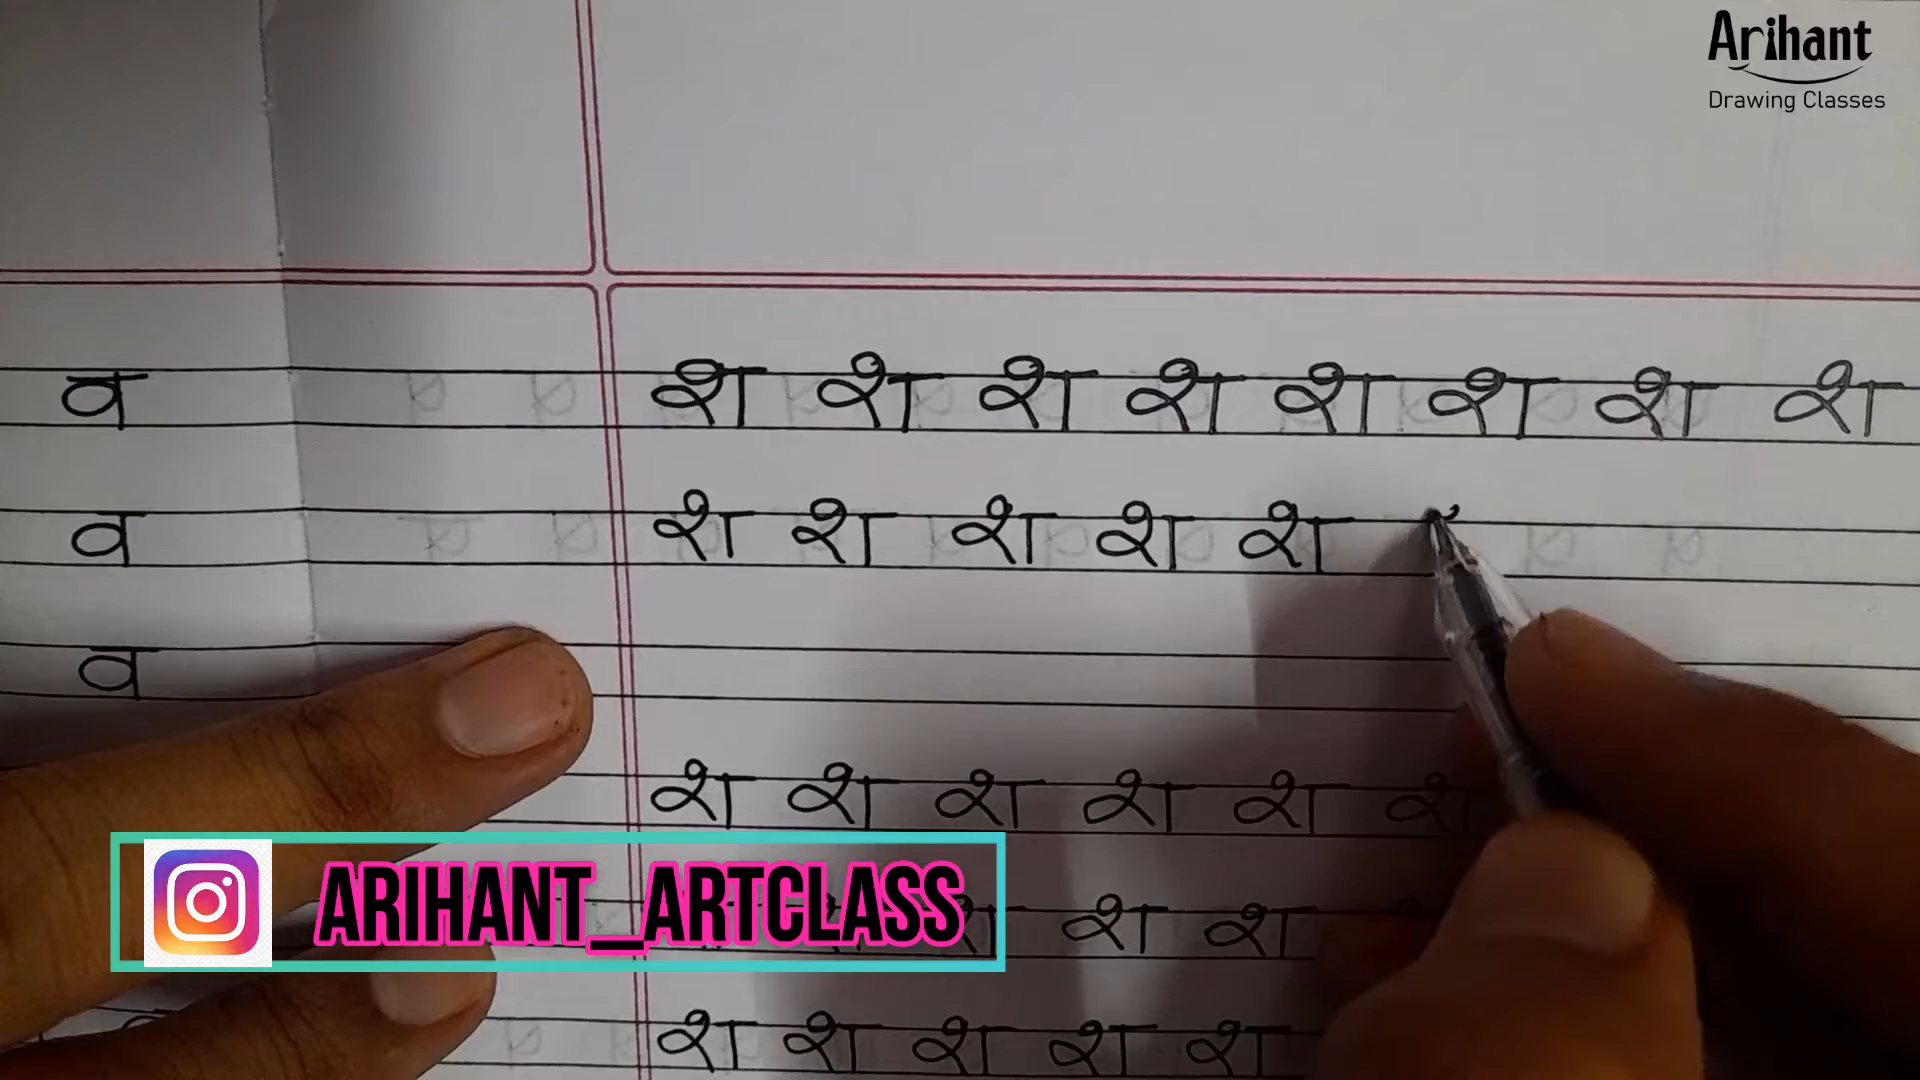 Arihant
Drawing Classes
व श श श श श श श श
व श श श श श
व
श श श श श श
श श श
श श श श श
ARIHANT_ARTCLASS